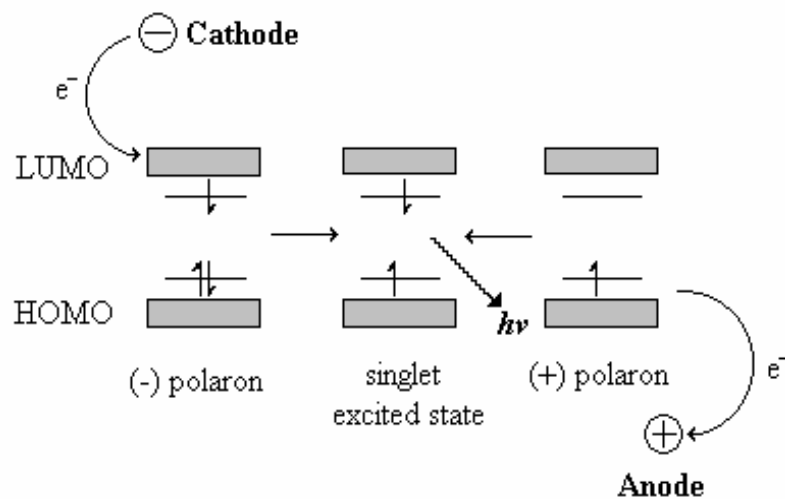 − Cathode
e⁻
LUMO
HOMO
hν
(-) polaron
singlet
excited state
(+) polaron
e⁻
+
Anode